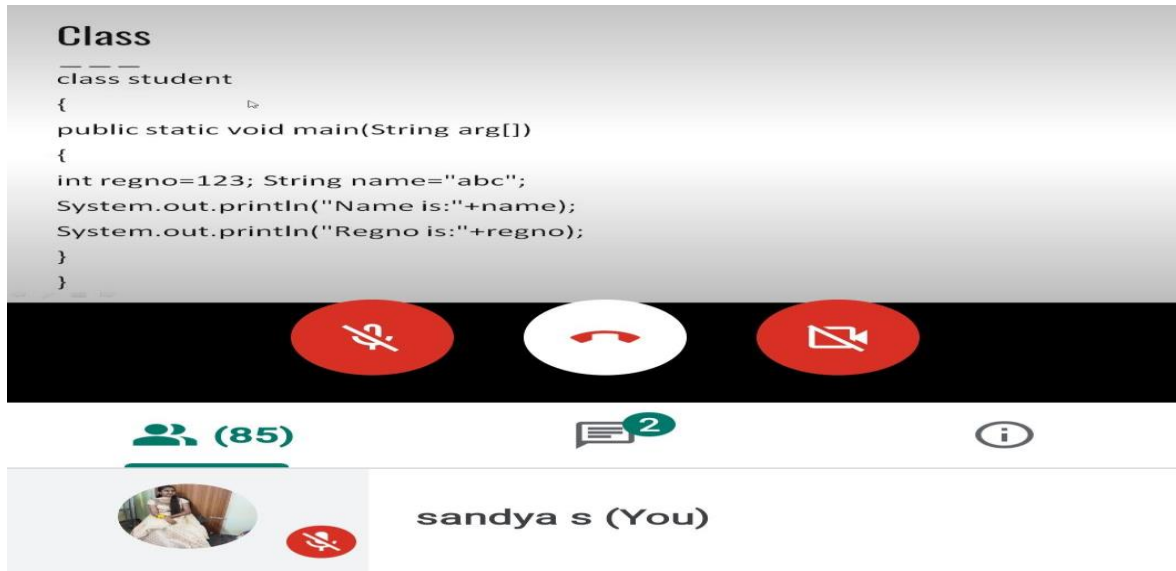 Class
class student
{
public static void main(String arg[])
{
int regno=123; String name="abc";
System.out.println("Name is:"+name);
System.out.println("Regno is:"+regno);
}
}
(85)
2
sandya s (You)